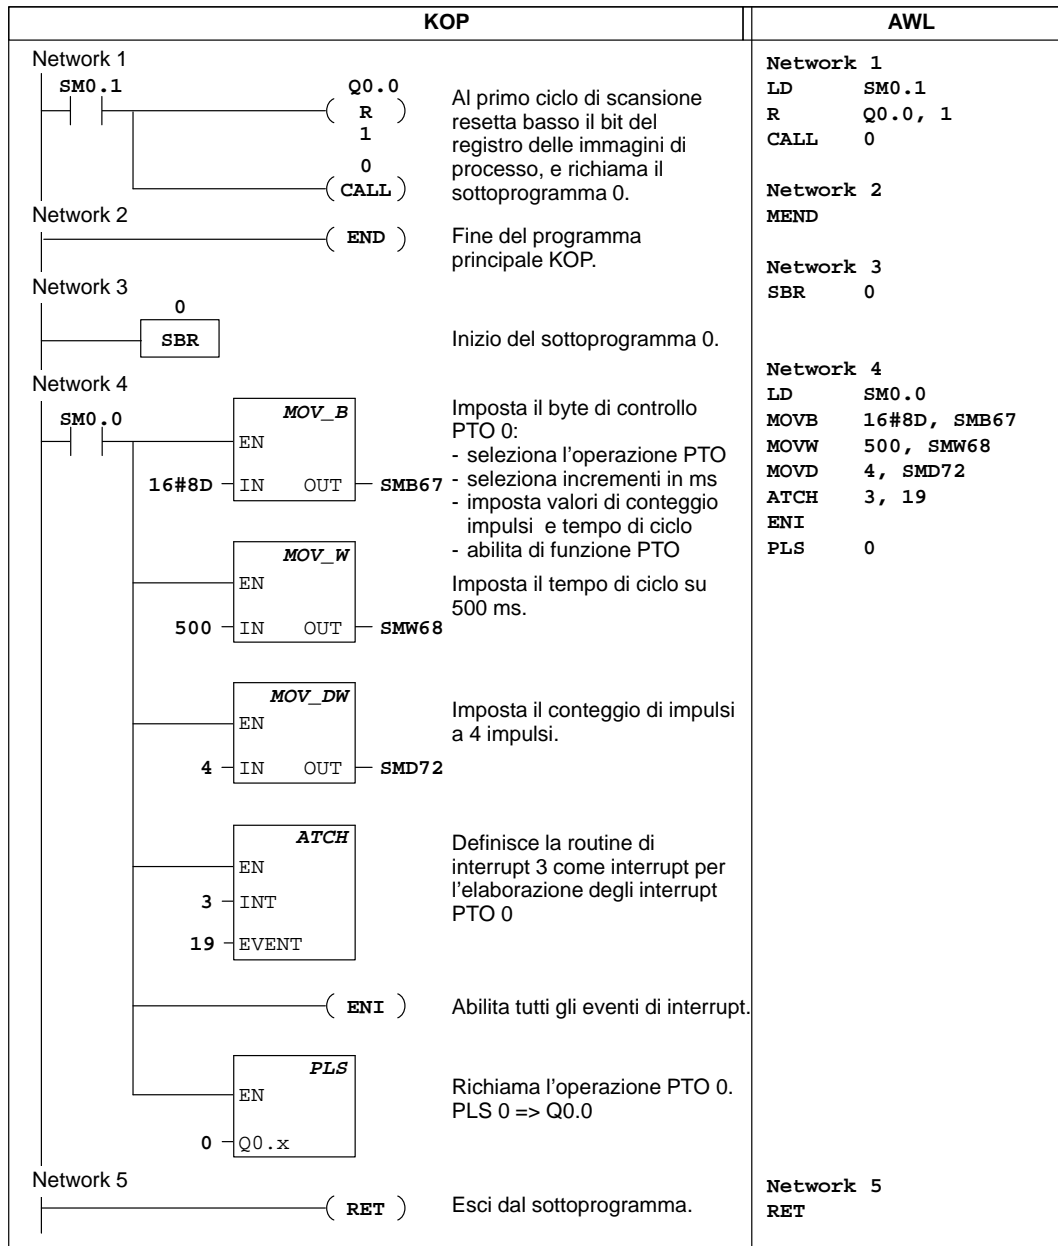 KOP
AWL
Network 1
SM0.1
Q0.0
R
1
0
CALL
Al primo ciclo di scansione
resetta basso il bit del
registro delle immagini di
processo, e richiama il
sottoprogramma 0.
Network 2
END
Fine del programma
principale KOP.
Network 3
0
SBR
Inizio del sottoprogramma 0.
Network 4
SM0.0
MOV_B
EN
16#8D IN OUT SMB67
Imposta il byte di controllo
PTO 0:
- seleziona l'operazione PTO
- seleziona incrementi in ms
- imposta valori di conteggio
impulsi e tempo di ciclo
- abilita di funzione PTO
MOV_W
EN
500 IN OUT SMW68
Imposta il tempo di ciclo su
500 ms.
MOV_DW
EN
4 IN OUT SMD72
Imposta il conteggio di impulsi
a 4 impulsi.
ATCH
EN
3 INT
19 EVENT
Definisce la routine di
interrupt 3 come interrupt per
l'elaborazione degli interrupt
PTO 0
ENI
Abilita tutti gli eventi di interrupt.
PLS
EN
0 Q0.x
Richiama l'operazione PTO 0.
PLS 0 => Q0.0
Network 5
RET
Esci dal sottoprogramma.
Network 1
LD SM0.1
R Q0.0, 1
CALL 0
Network 2
MEND
Network 3
SBR 0
Network 4
LD SM0.0
MOVB 16#8D, SMB67
MOVW 500, SMW68
MOVD 4, SMD72
ATCH 3, 19
ENI
PLS 0
Network 5
RET